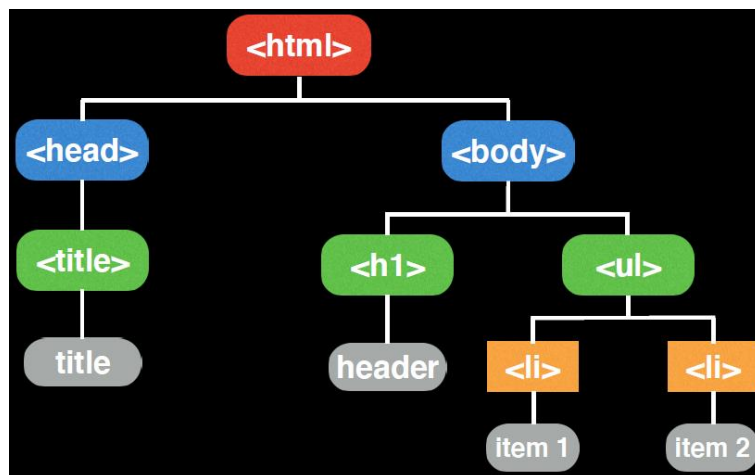 <html>
<head> <body>
<title> <h1> <ul>
title header <li> <li>
item 1 item 2